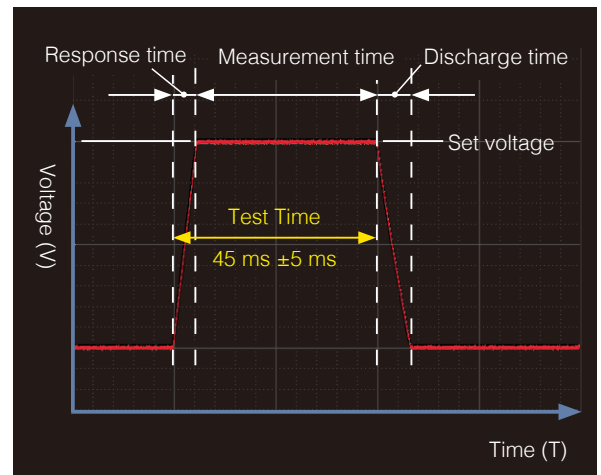 Response time
Measurement time
Discharge time
Set voltage
Voltage (V)
Test Time
45 ms ±5 ms
Time (T)